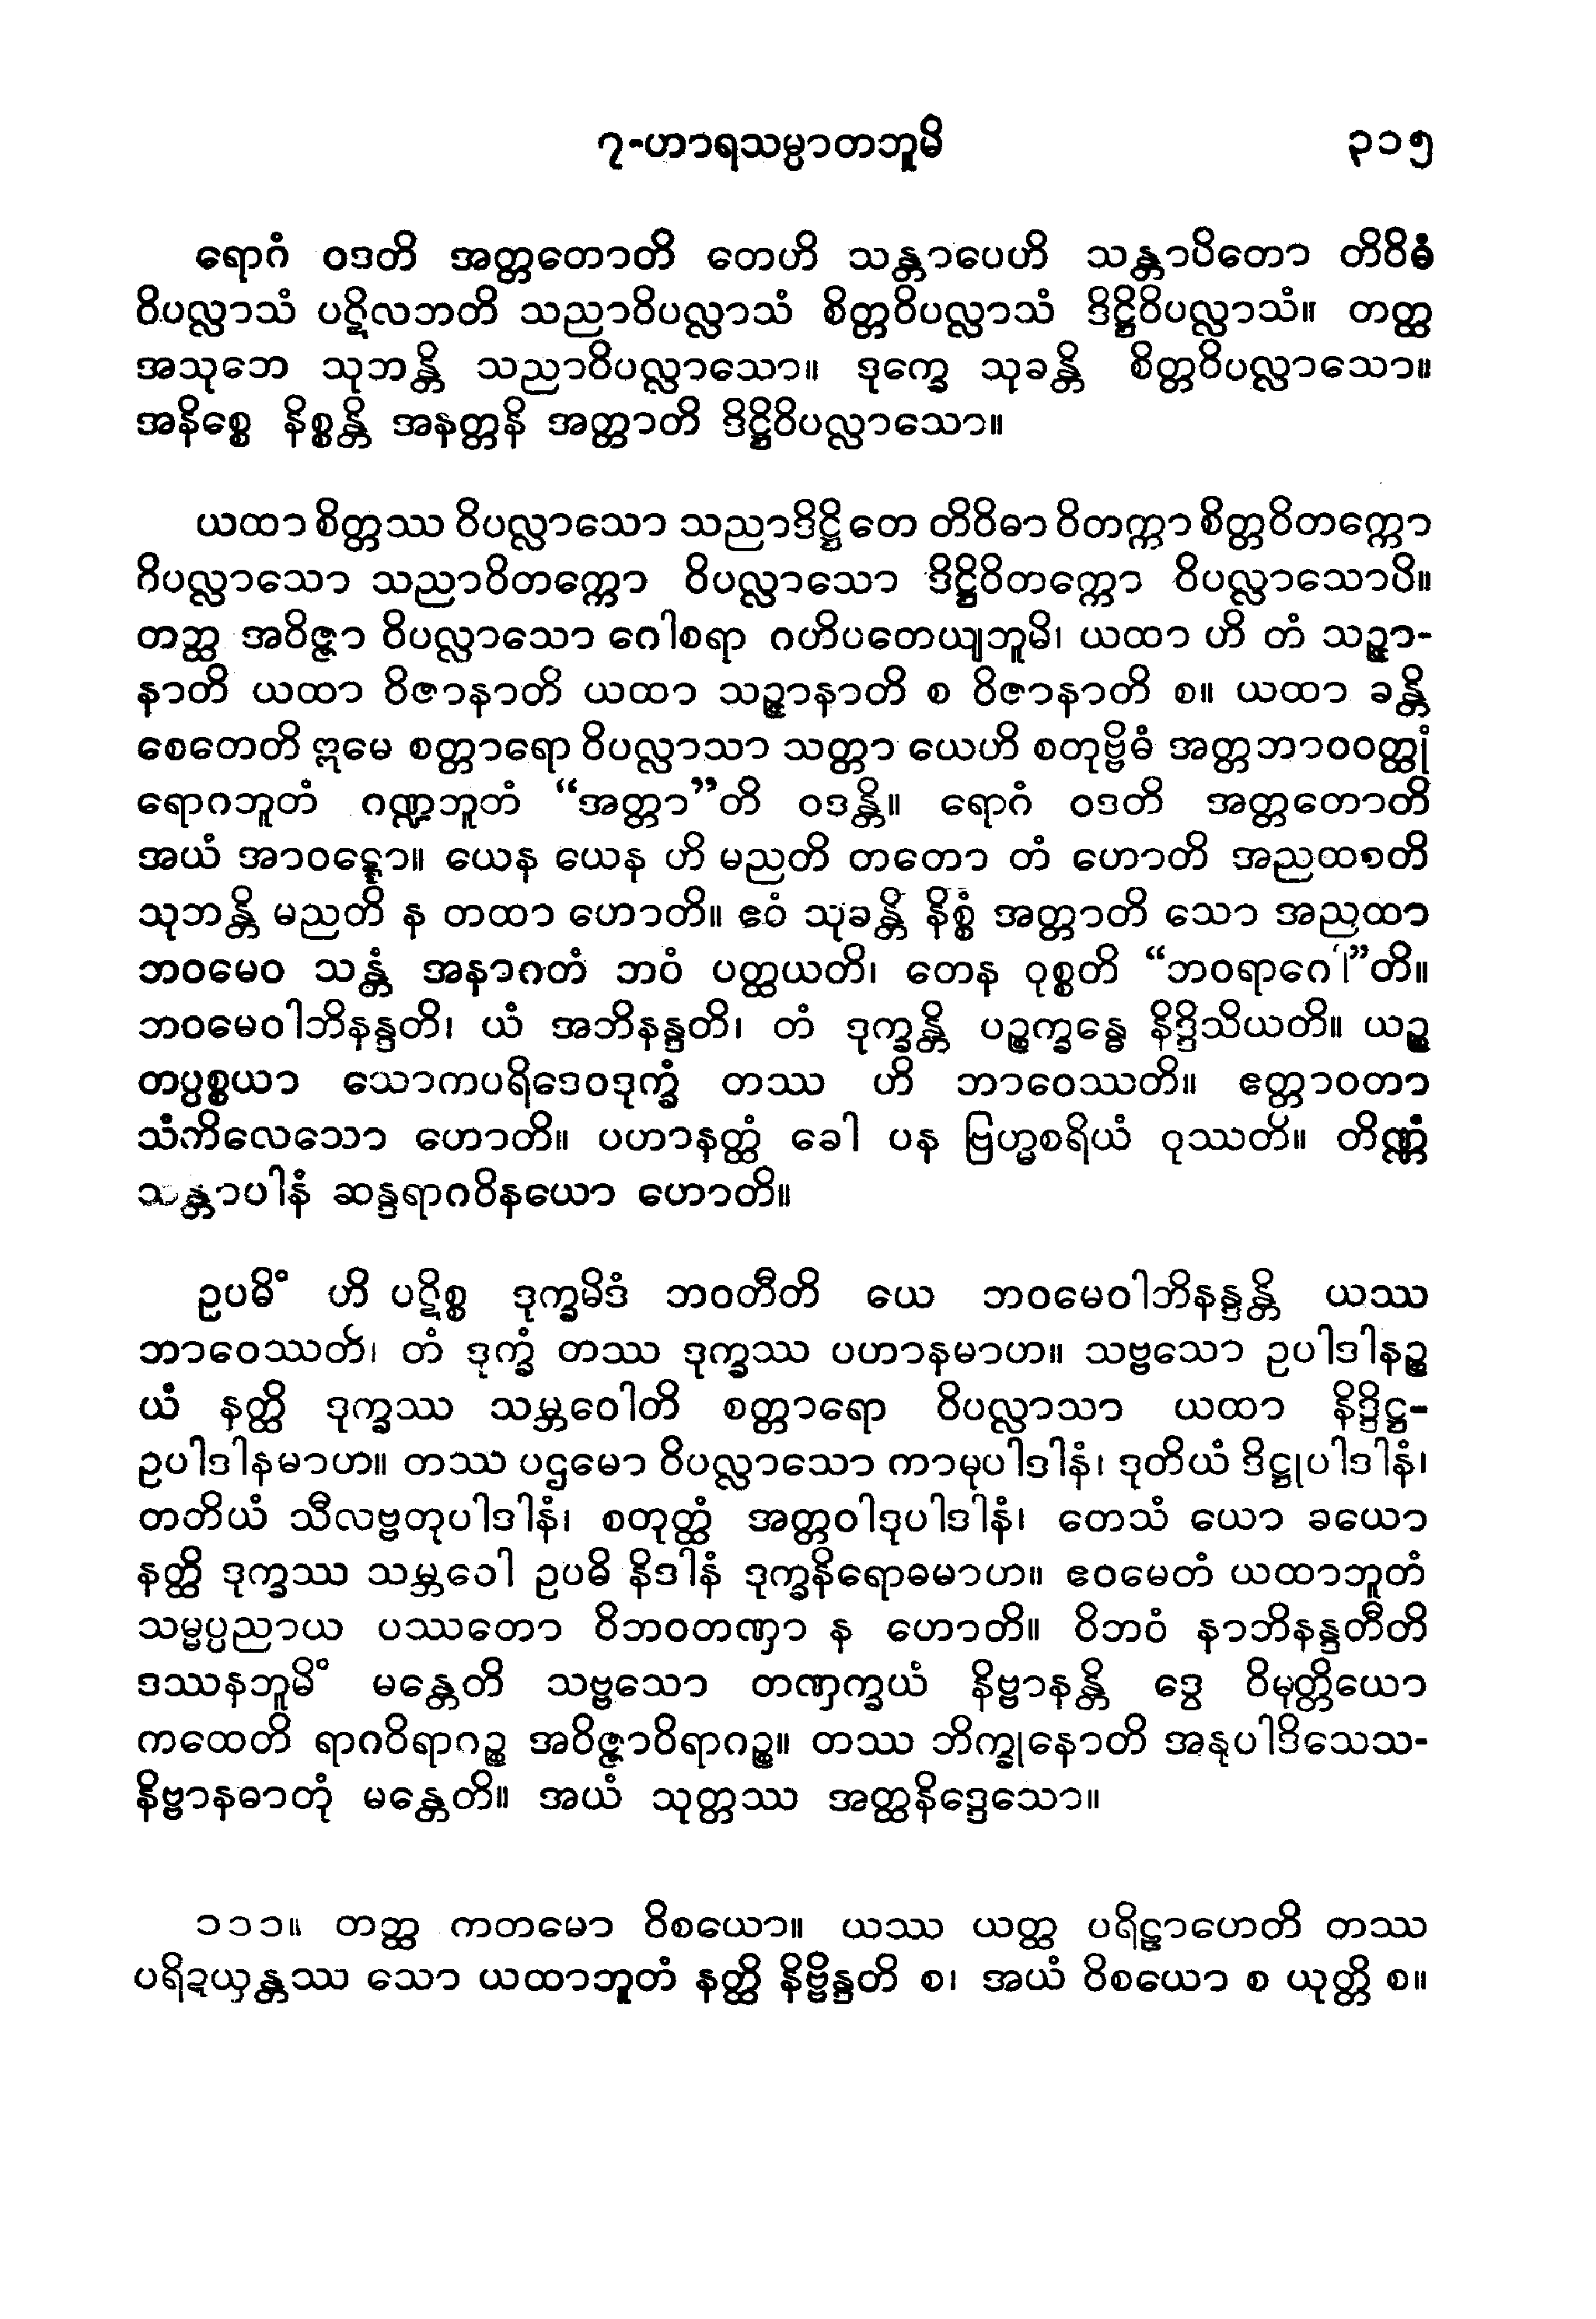 ၇-ဟာရသမ္ပာတဘူမိ ၃၁၅
ရောဂံ ဝဒတိ အတ္တတောတိ တေဟိ သန္တာပေဟိ သန္တာပိတော တိဝိဓံ
ဝိပလ္လာသံ ပဋိလဘတိ သညာဝိပလ္လာသံ စိတ္တဝိပလ္လာသံ ဒိဋ္ဌိဝိပလ္လာသံ။ တတ္ထ
အသုဘေ သုဘန္တိ သညာဝိပလ္လာသော။ ဒုက္ခေ သုခန္တိ စိတ္တဝိပလ္လာသော။
အနိစ္စေ နိစ္စန္တိ အနတ္တနိ အတ္တာတိ ဒိဋ္ဌိဝိပလ္လာသော။
ယထာ စိတ္တဿ ဝိပလ္လာသော သညာဒိဋ္ဌိတေ တိဝိဓာ ဝိတက္ကာ စိတ္တဝိတက္ကော
ဝိပလ္လာသော သညာဝိတက္ကော ဝိပလ္လာသော ဒိဋ္ဌိဝိတက္ကော ဝိပလ္လာသောပိ။
တတ္ထ အဝိဇ္ဇာ ဝိပလ္လာသော ဂေါစရာ ဂဟိပတေယျဘူမိ၊ ယထာ ဟိ တံ သဉ္ဇာ-
နာတိ ယထာ ဝိဇာနာတိ ယထာ သဉ္ဇာနာတိ စ ဝိဇာနာတိ စ။ ယထာ ခန္တိ
စေတေတိ ဣမေ စတ္တာရော ဝိပလ္လာသာ သတ္တာ ယေဟိ စတုဗ္ဗိဓံ အတ္တဘာဝဝတ္ထုံ
ရောဂဘူတံ ဂဏ္ဍဘူတံ “အတ္တာ”တိ ဝဒန္တိ။ ရောဂံ ဝဒတိ အတ္တတောတိ
အယံ အာဝဋ္ဋော။ ယေန ယေန ဟိ မညတိ တတော တံ ဟောတိ အညထစတိ
သုဘန္တိ မညတိ န တထာ ဟောတိ။ ဧဝံ သုခန္တိ နိစ္စံ အတ္တာတိ သော အညထာ
ဘဝမေဝ သန္တံ အနာဂတံ ဘဝံ ပတ္ထယတိ၊ တေန ဝုစ္စတိ “ဘဝရာဂေါ”တိ။
ဘဝမေဝါဘိနန္ဒတိ၊ ယံ အဘိနန္ဒတိ၊ တံ ဒုက္ခန္တိ ပဉ္စက္ခန္ဓေ နိဒ္ဒိသိယတိ။ ယဉ္စ
တပ္ပစ္စယာ သောကပရိဒေဝဒုက္ခံ တဿ ဟိ ဘာဝေဿတိ။ ဧတ္တာဝတာ
သံကိလေသော ဟောတိ။ ပဟာနတ္ထံ ခေါ ပန ဗြဟ္မစရိယံ ဝုဿတိ။ တိဏ္ဏံ
သန္တာပါနံ ဆန္ဒရာဂဝိနယော ဟောတိ။
ဥပဓိံ ဟိ ပဋိစ္စ ဒုက္ခမိဒံ ဘဝတီတိ ယေ ဘဝမေဝါဘိနန္ဒန္တိ ယဿ
ဘာဝေဿတိ၊ တံ ဒုက္ခံ တဿ ဒုက္ခဿ ပဟာနမာဟ။ သဗ္ဗသော ဥပါဒါနဉ္စ
ယံ နတ္ထိ ဒုက္ခဿ သမ္ဘဝေါတိ စတ္တာရော ဝိပလ္လာသာ ယထာ နိဒ္ဒိဋ္ဌ-
ဥပါဒါနမာဟ။ တဿ ပဌမော ဝိပလ္လာသော ကာမုပါဒါနံ၊ ဒုတိယံ ဒိဋ္ဌုပါဒါနံ၊
တတိယံ သီလဗ္ဗတုပါဒါနံ၊ စတုတ္ထံ အတ္တဝါဒုပါဒါနံ၊ တေသံ ယော ခယော
နတ္ထိ ဒုက္ခဿ သမ္ဘဝေါ ဥပဓိ နိဒါနံ ဒုက္ခနိရောဓမာဟ။ ဧဝမေတံ ယထာဘူတံ
သမ္မပ္ပညာယ ပဿတော ဝိဘဝတဏှာ န ဟောတိ။ ဝိဘဝံ နာဘိနန္ဒတီတိ
ဒဿနဘူမိံ မန္တေတိ သဗ္ဗသော တဏှက္ခယံ နိဗ္ဗာနန္တိ ဒွေ ဝိမုတ္တိယော
ကထေတိ ရာဂဝိရာဂဉ္စ အဝိဇ္ဇာဝိရာဂဉ္စ။ တဿ ဘိက္ခုနောတိ အနုပါဒိသေသ-
နိဗ္ဗာနဓာတုံ မန္တေတိ။ အယံ သုတ္တဿ အတ္ထနိဒ္ဒေသော။
၁၁၁။ တတ္ထ ကတမော ဝိစယော။ ယဿ ယတ္ထ ပရိဠာဟေတိ တဿ
ပရိဍယှန္တဿ သော ယထာဘူတံ နတ္ထိ နိဗ္ဗိန္ဒတိ စ၊ အယံ ဝိစယော စ ယုတ္တိ စ။